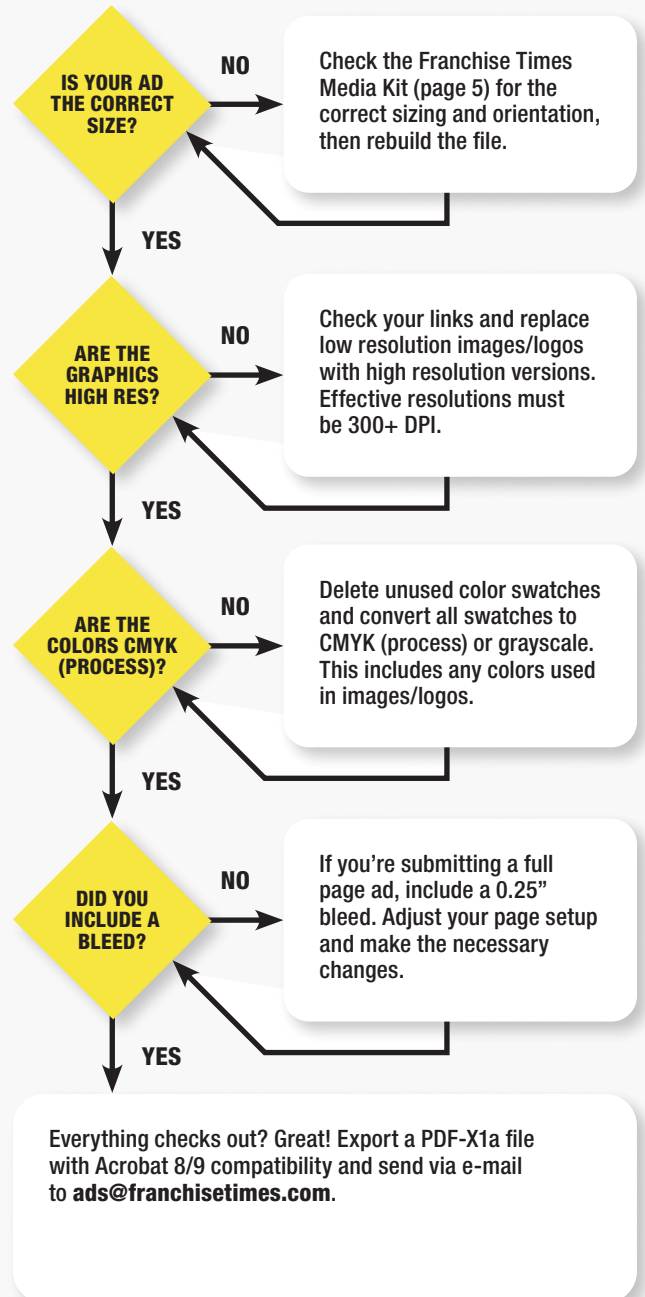 IS YOUR AD
THE CORRECT
SIZE?
NO
Check the Franchise Times
Media Kit (page 5) for the
correct sizing and orientation,
then rebuild the file.
YES
ARE THE
GRAPHICS
HIGH RES?
NO
Check your links and replace
low resolution images/logos
with high resolution versions.
Effective resolutions must
be 300+ DPI.
YES
ARE THE
COLORS CMYK
(PROCESS)?
NO
Delete unused color swatches
and convert all swatches to
CMYK (process) or grayscale.
This includes any colors used
in images/logos.
YES
DID YOU
INCLUDE A
BLEED?
NO
If you’re submitting a full
page ad, include a 0.25”
bleed. Adjust your page setup
and make the necessary
changes.
YES
Everything checks out? Great! Export a PDF-X1a file
with Acrobat 8/9 compatibility and send via e-mail
to ads@franchisetimes.com.